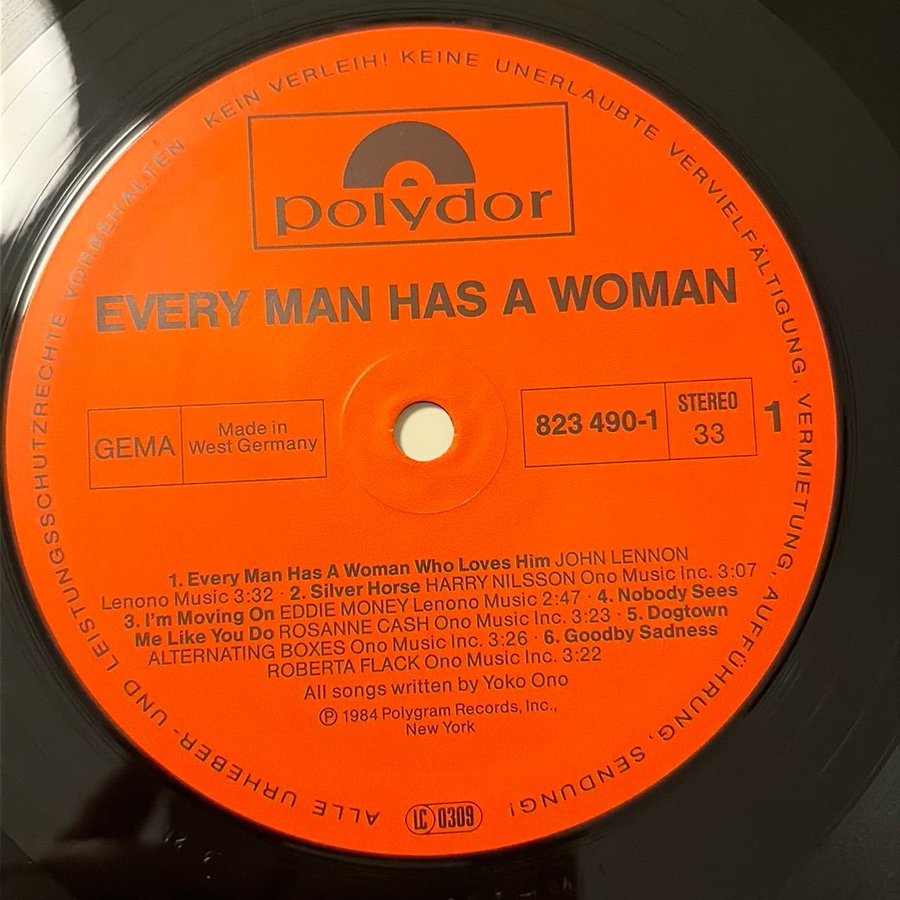 ALLE URHEBER- UND LEISTUNGSSCHUTZRECHTE VORBEHALTEN KEIN VERLEIH! KEINE UNERLAUBTE VERVIELFÄLTIGUNG, VERMIETUNG, AUFFÜHRUNG, SENDUNG!
polydor
EVERY MAN HAS A WOMAN
GEMA
Made in
West Germany
823 490-1
STEREO
33
1
1. Every Man Has A Woman Who Loves Him JOHN LENNON
Lenono Music 3:32 · 2. Silver Horse HARRY NILSSON Ono Music Inc. 3:07
3. I'm Moving On EDDIE MONEY Lenono Music 2:47 · 4. Nobody Sees
Me Like You Do ROSANNE CASH Ono Music Inc. 3:23 · 5. Dogtown
ALTERNATING BOXES Ono Music Inc. 3:26 · 6. Goodby Sadness
ROBERTA FLACK Ono Music Inc. 3:22
All songs written by Yoko Ono
Ⓟ 1984 Polygram Records, Inc.,
New York
LC 0309